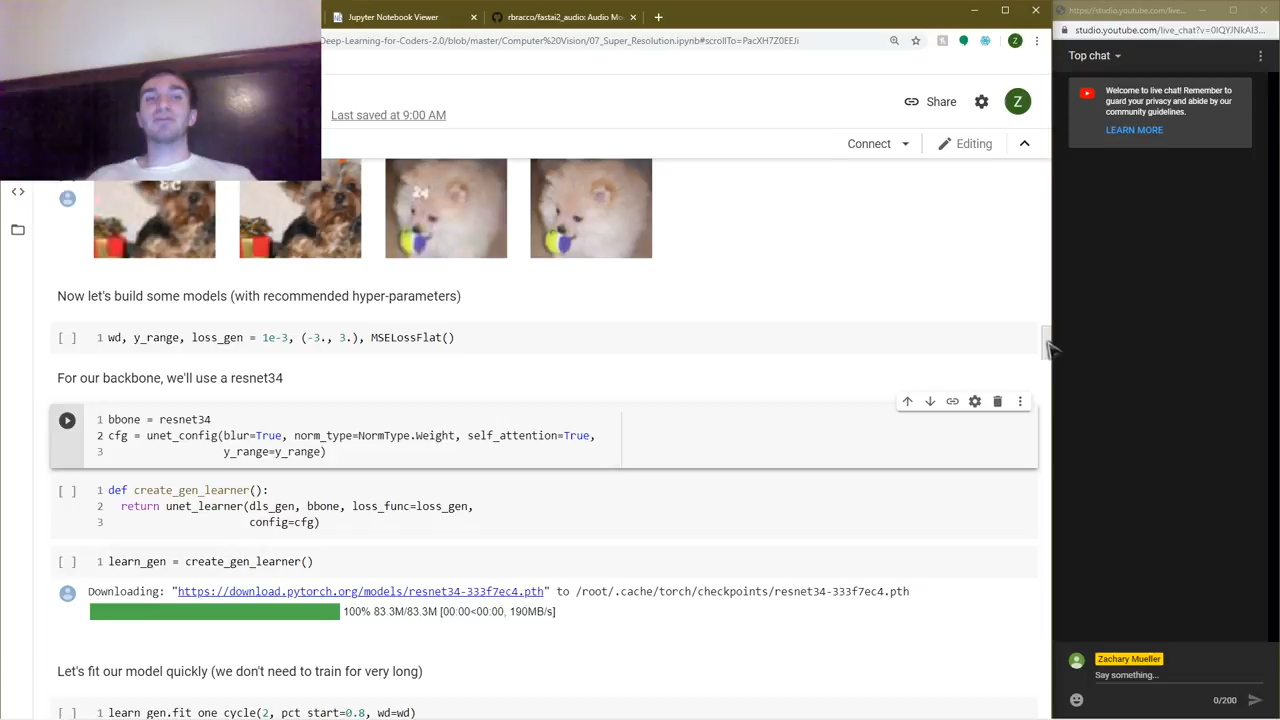 Jupyter Notebook Viewer
rbracco/fastai2_audio: Audio Mo
https://studio.youtube.com/live_...
Deep-Learning-for-Coders-2.0/blob/master/Computer%20Vision/07_Super_Resolution.ipynb#scrollTo=PacXH7Z0EEJi
Z
studio.youtube.com/live_chat?v=0IQYJNkAI3...
Top chat
Last saved at 9:00 AM
Share
Z
Connect
Editing
Welcome to live chat! Remember to
guard your privacy and abide by our
community guidelines.
LEARN MORE
&C
24
Now let's build some models (with recommended hyper-parameters)
[ ] 1 wd, y_range, loss_gen = 1e-3, (-3., 3.), MSELossFlat()
For our backbone, we'll use a resnet34
1 bbone = resnet34
2 cfg = unet_config(blur=True, norm_type=NormType.Weight, self_attention=True,
3 y_range=y_range)
[ ] 1 def create_gen_learner():
2 return unet_learner(dls_gen, bbone, loss_func=loss_gen,
3 config=cfg)
[ ] 1 learn_gen = create_gen_learner()
Downloading: "https://download.pytorch.org/models/resnet34-333f7ec4.pth" to /root/.cache/torch/checkpoints/resnet34-333f7ec4.pth
100% 83.3M/83.3M [00:00<00:00, 190MB/s]
Let's fit our model quickly (we don't need to train for very long)
[ ] 1 learn_gen.fit_one_cycle(2, pct_start=0.8, wd=wd)
Zachary Mueller
Say something...
0/200